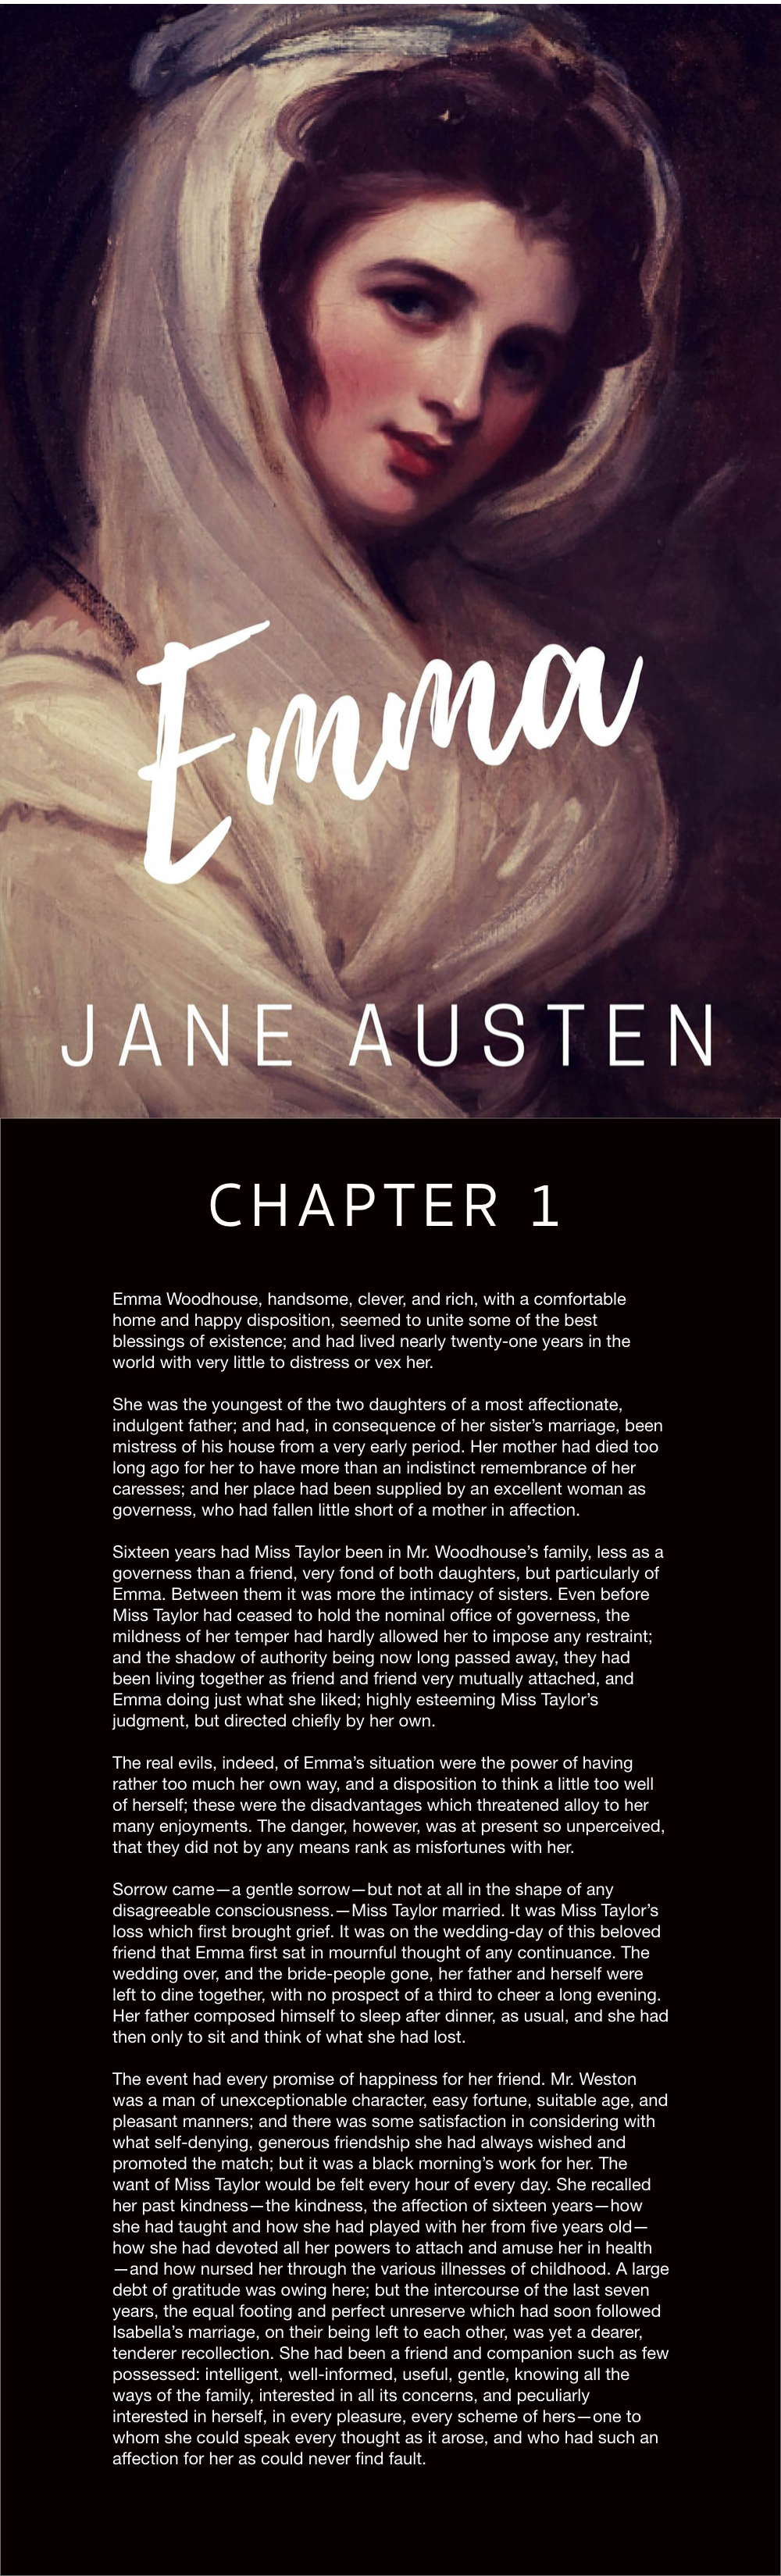 Emma
JANE AUSTEN
CHAPTER 1
Emma Woodhouse, handsome, clever, and rich, with a comfortable
home and happy disposition, seemed to unite some of the best
blessings of existence; and had lived nearly twenty-one years in the
world with very little to distress or vex her.
She was the youngest of the two daughters of a most affectionate,
indulgent father; and had, in consequence of her sister’s marriage, been
mistress of his house from a very early period. Her mother had died too
long ago for her to have more than an indistinct remembrance of her
caresses; and her place had been supplied by an excellent woman as
governess, who had fallen little short of a mother in affection.
Sixteen years had Miss Taylor been in Mr. Woodhouse’s family, less as a
governess than a friend, very fond of both daughters, but particularly of
Emma. Between them it was more the intimacy of sisters. Even before
Miss Taylor had ceased to hold the nominal office of governess, the
mildness of her temper had hardly allowed her to impose any restraint;
and the shadow of authority being now long passed away, they had
been living together as friend and friend very mutually attached, and
Emma doing just what she liked; highly esteeming Miss Taylor’s
judgment, but directed chiefly by her own.
The real evils, indeed, of Emma’s situation were the power of having
rather too much her own way, and a disposition to think a little too well
of herself; these were the disadvantages which threatened alloy to her
many enjoyments. The danger, however, was at present so unperceived,
that they did not by any means rank as misfortunes with her.
Sorrow came—a gentle sorrow—but not at all in the shape of any
disagreeable consciousness.—Miss Taylor married. It was Miss Taylor’s
loss which first brought grief. It was on the wedding-day of this beloved
friend that Emma first sat in mournful thought of any continuance. The
wedding over, and the bride-people gone, her father and herself were
left to dine together, with no prospect of a third to cheer a long evening.
Her father composed himself to sleep after dinner, as usual, and she had
then only to sit and think of what she had lost.
The event had every promise of happiness for her friend. Mr. Weston
was a man of unexceptionable character, easy fortune, suitable age, and
pleasant manners; and there was some satisfaction in considering with
what self-denying, generous friendship she had always wished and
promoted the match; but it was a black morning’s work for her. The
want of Miss Taylor would be felt every hour of every day. She recalled
her past kindness—the kindness, the affection of sixteen years—how
she had taught and how she had played with her from five years old—
how she had devoted all her powers to attach and amuse her in health
—and how nursed her through the various illnesses of childhood. A large
debt of gratitude was owing here; but the intercourse of the last seven
years, the equal footing and perfect unreserve which had soon followed
Isabella’s marriage, on their being left to each other, was yet a dearer,
tenderer recollection. She had been a friend and companion such as few
possessed: intelligent, well-informed, useful, gentle, knowing all the
ways of the family, interested in all its concerns, and peculiarly
interested in herself, in every pleasure, every scheme of hers—one to
whom she could speak every thought as it arose, and who had such an
affection for her as could never find fault.